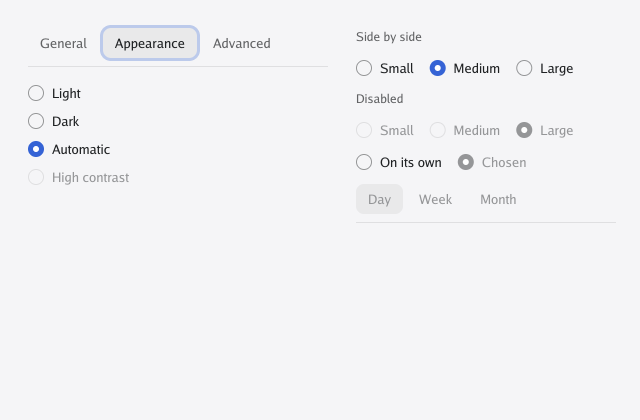 General Appearance Advanced
Light
Dark
Automatic
High contrast
Side by side
Small Medium Large
Disabled
Small Medium Large
On its own Chosen
Day Week Month